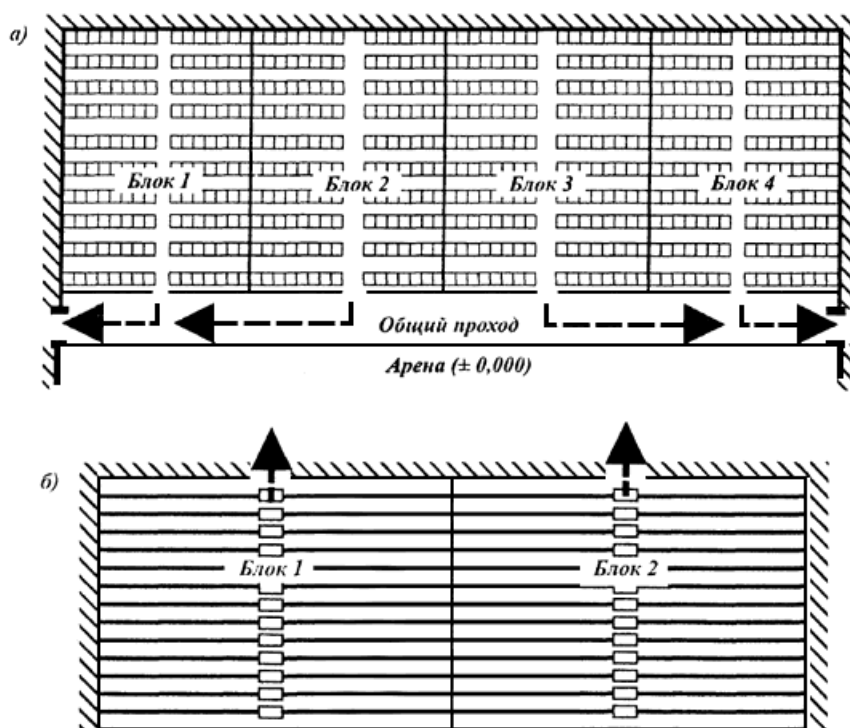 а)
Блок 1
Блок 2
Блок 3
Блок 4
Общий проход
Арена (± 0,000)
б)
Блок 1
Блок 2